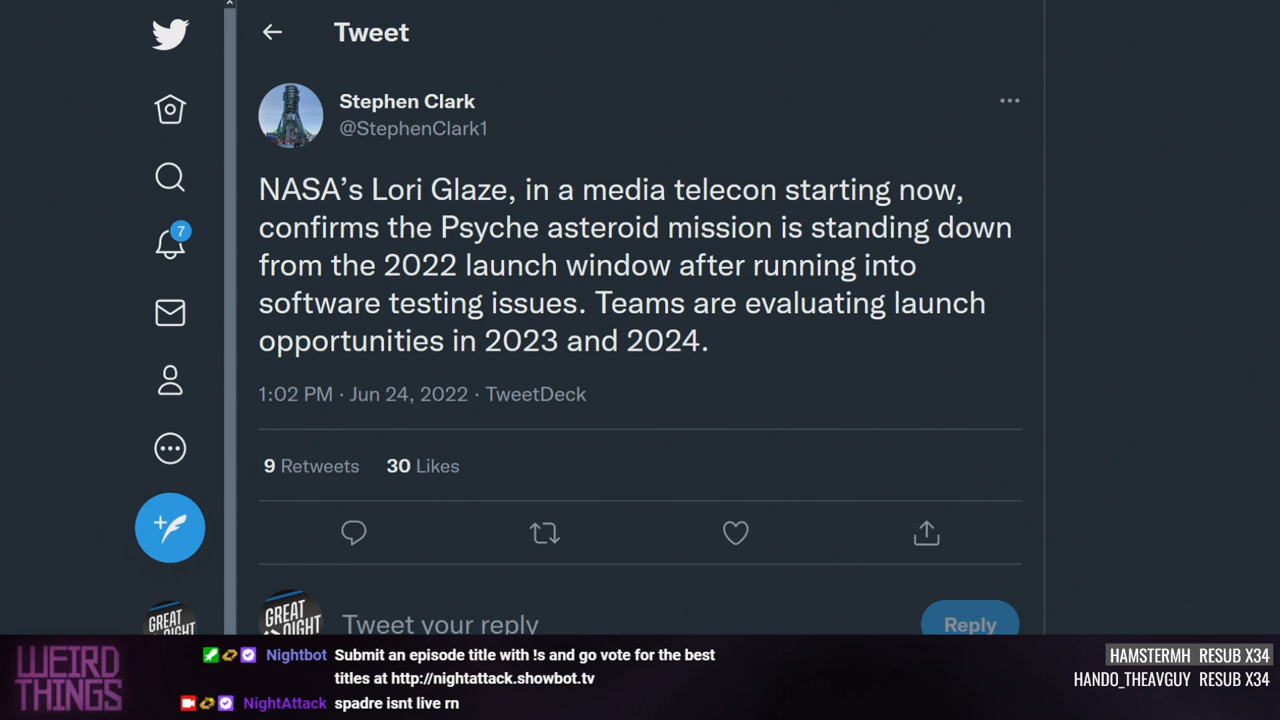 Tweet
Stephen Clark
@StephenClark1
NASA’s Lori Glaze, in a media telecon starting now,
confirms the Psyche asteroid mission is standing down
from the 2022 launch window after running into
software testing issues. Teams are evaluating launch
opportunities in 2023 and 2024.
1:02 PM · Jun 24, 2022 · TweetDeck
9 Retweets 30 Likes
7
GREAT
NIGHT
GREAT
NIGHT
Tweet your reply
Reply
WEIRD
THINGS
Nightbot Submit an episode title with !s and go vote for the best
titles at http://nightattack.showbot.tv
NightAttack spadre isnt live rn
HAMSTERMH RESUB X34
HANDO_THEAVGUY RESUB X34